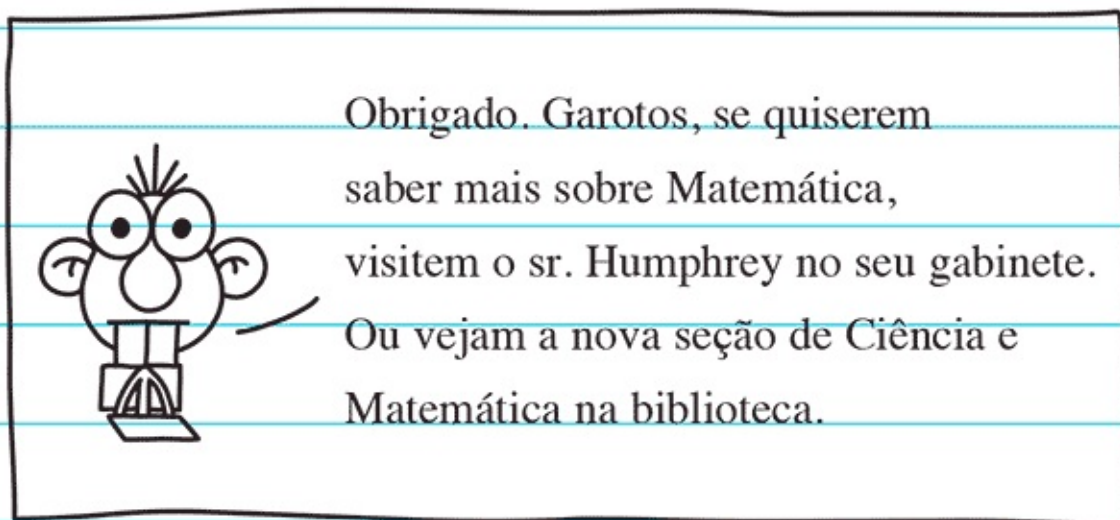 Obrigado. Garotos, se quiserem
saber mais sobre Matemática,
visitem o sr. Humphrey no seu gabinete.
Ou vejam a nova seção de Ciência e
Matemática na biblioteca.